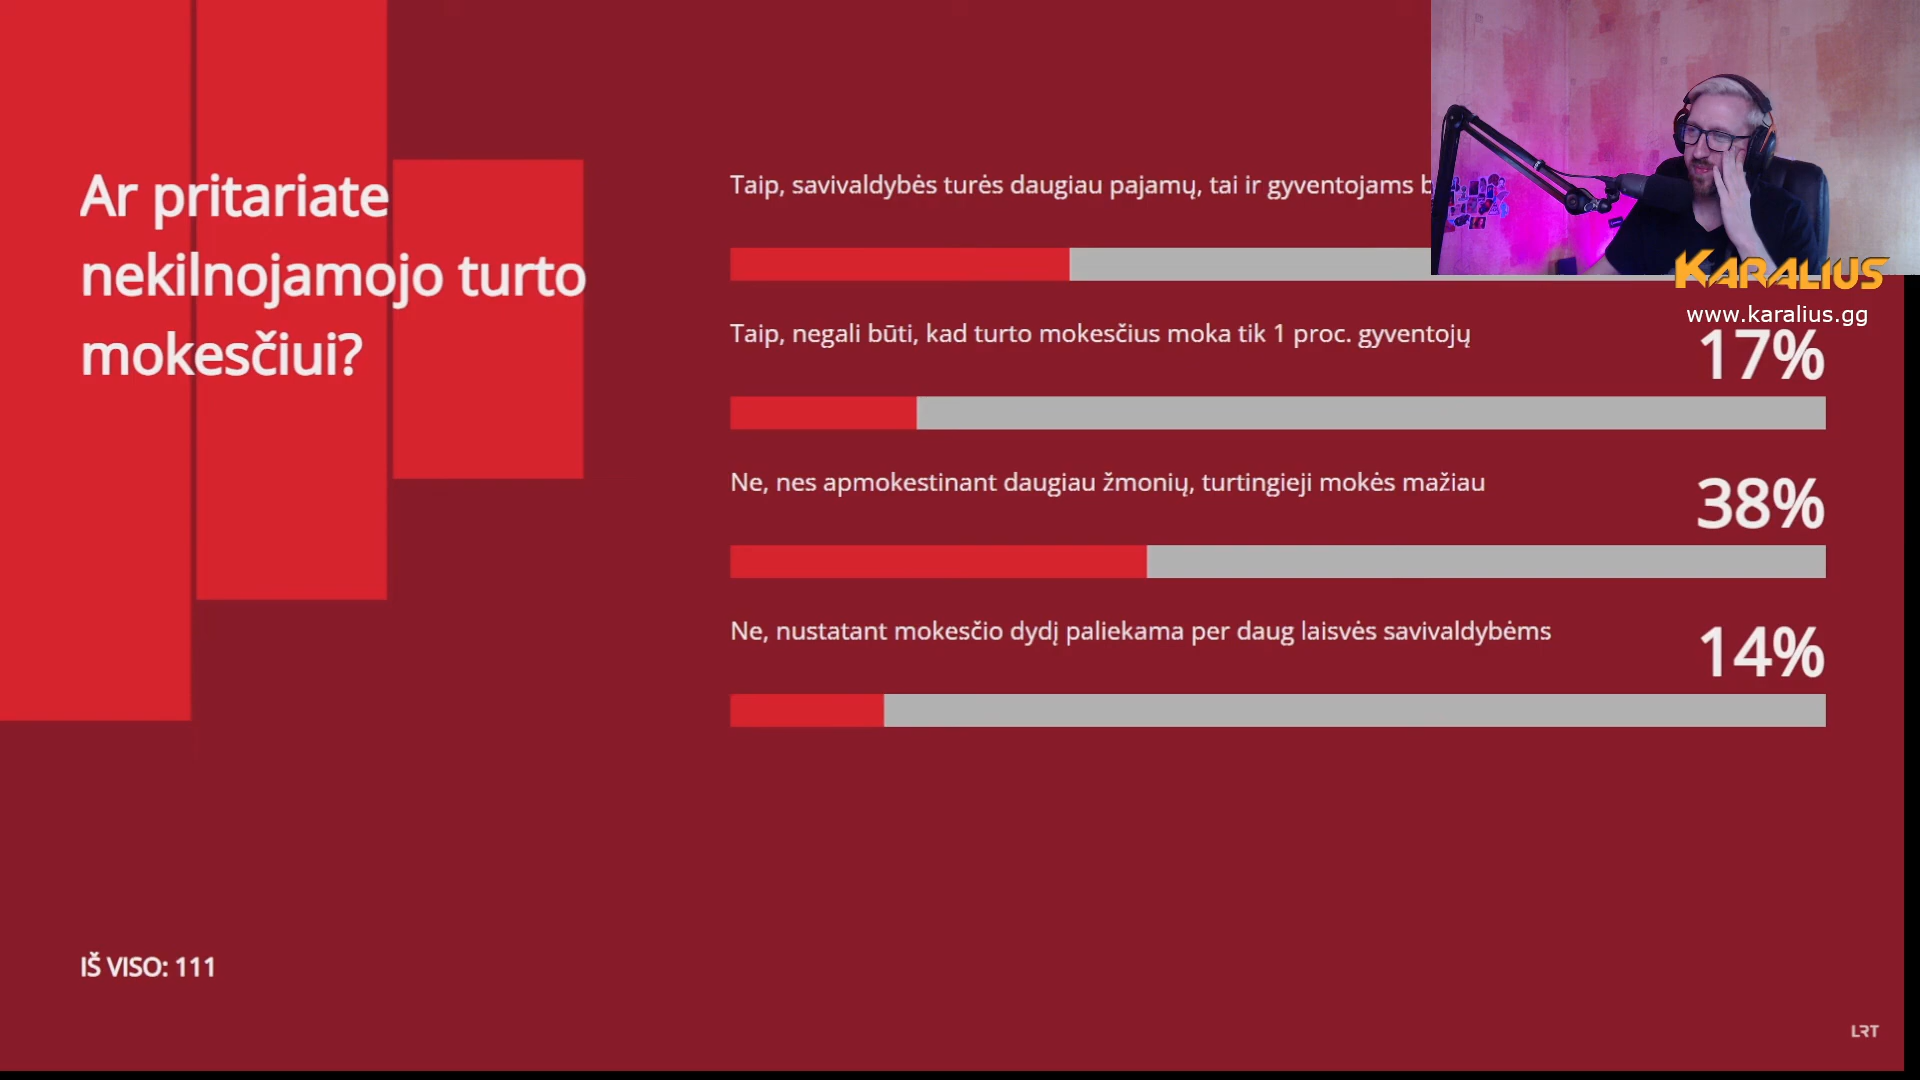 Ar pritariate
nekilnojamojo turto
mokesčiui?
Taip, savivaldybės turės daugiau pajamų, tai ir gyventojams
KARALIUS
www.karalius.gg
Taip, negali būti, kad turto mokesčius moka tik 1 proc. gyventojų
17%
Ne, nes apmokestinant daugiau žmonių, turtingieji mokės mažiau
38%
Ne, nustatant mokesčio dydį paliekama per daug laisvės savivaldybėms
14%
IŠ VISO: 111
LRT